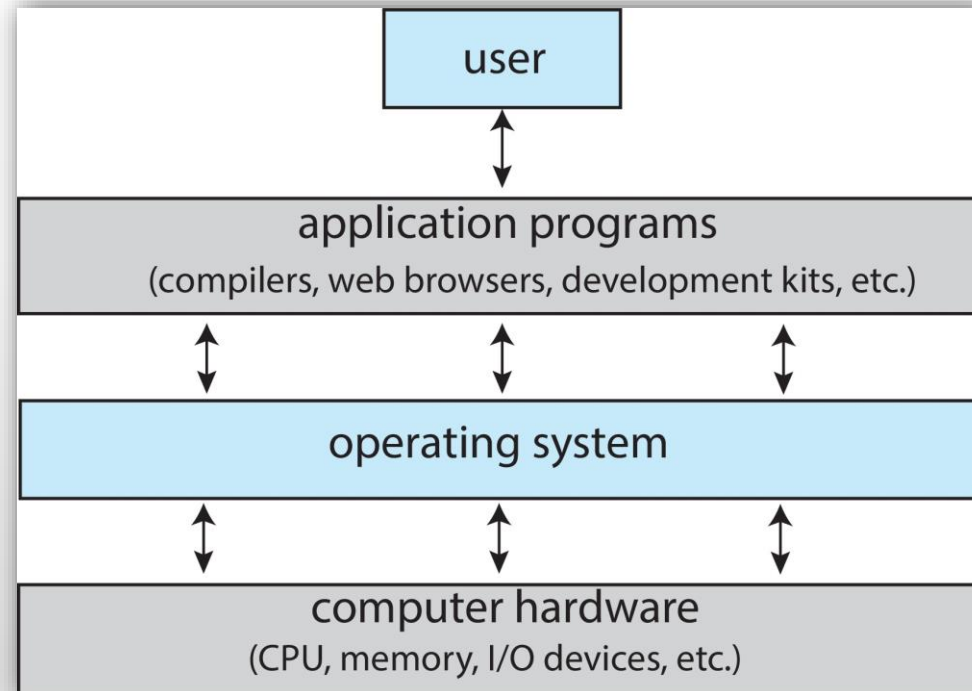 user
application programs
(compilers, web browsers, development kits, etc.)
operating system
computer hardware
(CPU, memory, I/O devices, etc.)